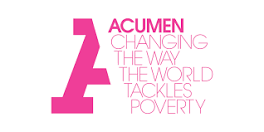 ACUMEN
CHANGING
THE WAY
THE WORLD
TACKLES
POVERTY